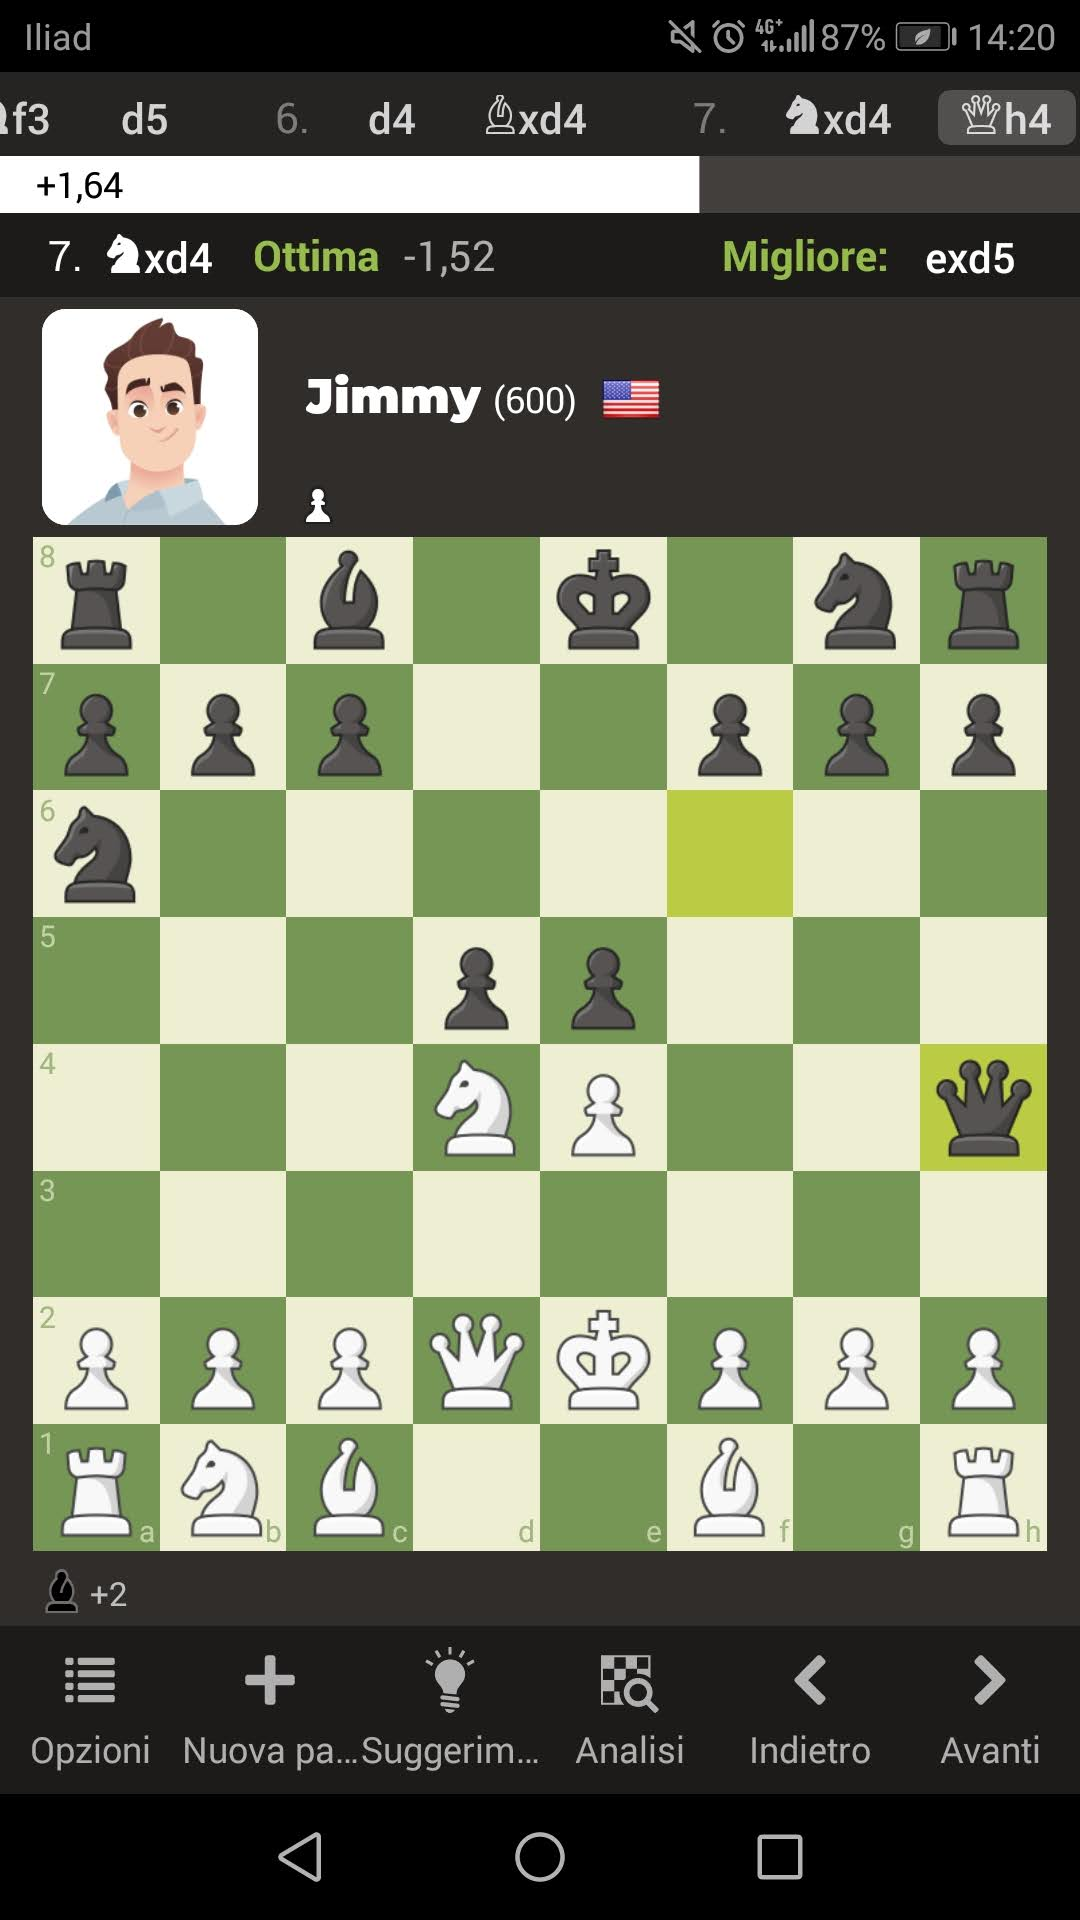 Iliad 4G+ 87% 14:20
f3 d5 6. d4 xd4 7. xd4 h4
+1,64
7. xd4 Ottima -1,52 Migliore: exd5
Jimmy (600)
8
7
6
5
4
3
2
1
a b c d e f g h
+2
Opzioni Nuova pa... Suggerim... Analisi Indietro Avanti